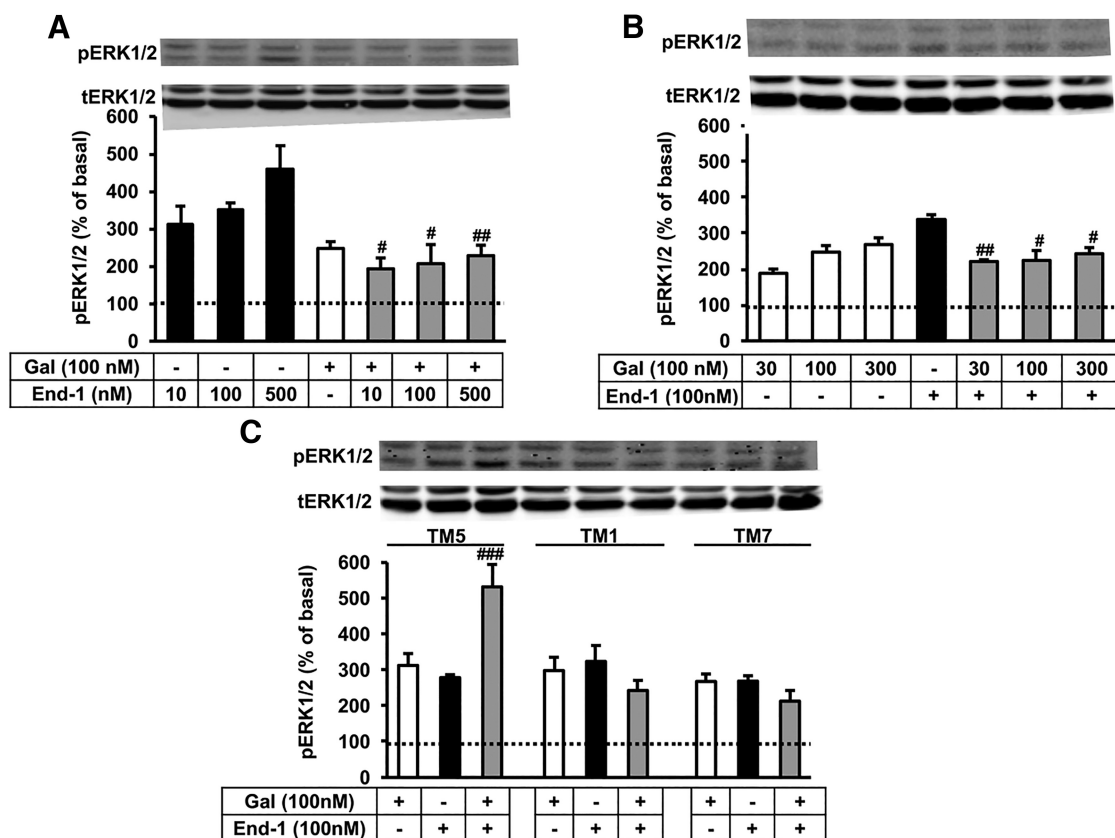 A
pERK1/2
tERK1/2
pERK1/2 (% of basal)
600
500
400
300
200
100
0
# # ##
Gal (100 nM) - - - + + + +
End-1 (nM) 10 100 500 - 10 100 500
B
pERK1/2
tERK1/2
pERK1/2 (% of basal)
600
500
400
300
200
100
0
## # #
Gal (100 nM) 30 100 300 - 30 100 300
End-1 (100nM) - - - + + + +
C
pERK1/2
tERK1/2
TM5 TM1 TM7
###
pERK1/2 (% of basal)
600
500
400
300
200
100
0
Gal (100nM) + - + + - + + - +
End-1 (100nM) - + + - + + - + +